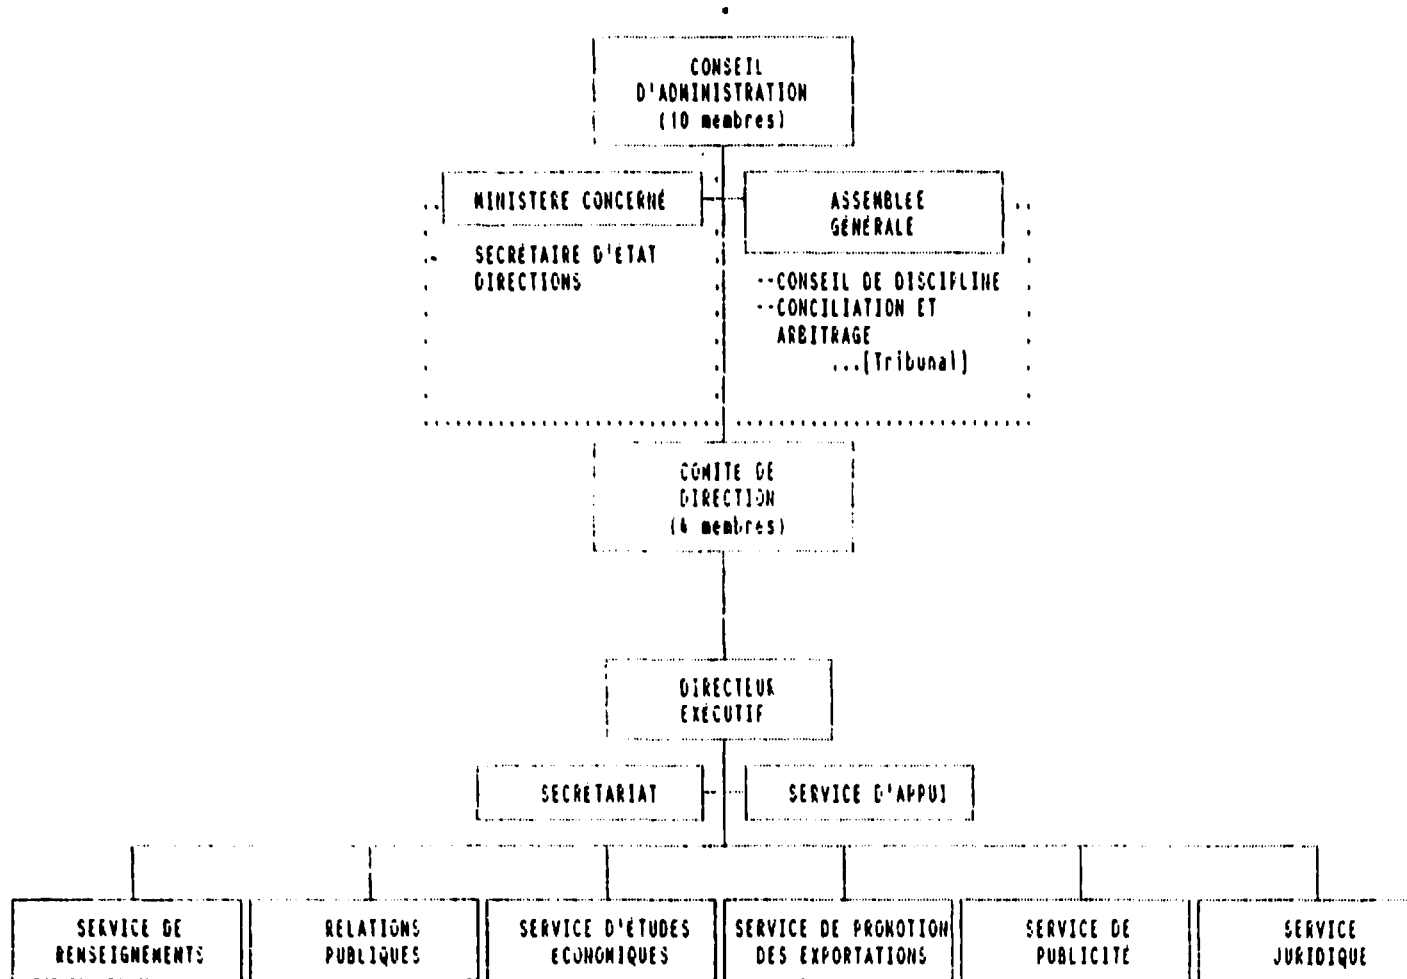 CONSEIL
D'ADMINISTRATION
(10 membres)
MINISTERE CONCERNÉ
SECRÉTAIRE D'ÉTAT
DIRECTIONS
ASSEMBLEE
GÉNÉRALE
--CONSEIL DE DISCIPLINE
--CONCILIATION ET
ARBITRAGE
...[Tribunal]
COMITE DE
DIRECTION
(4 membres)
DIRECTEUR
EXÉCUTIF
SECRÉTARIAT
SERVICE D'APPUI
SERVICE DE
RENSEIGNEMENTS
RELATIONS
PUBLIQUES
SERVICE D'ÉTUDES
ECONOMIQUES
SERVICE DE PROMOTION
DES EXPORTATIONS
SERVICE DE
PUBLICITÉ
SERVICE
JURIDIQUE